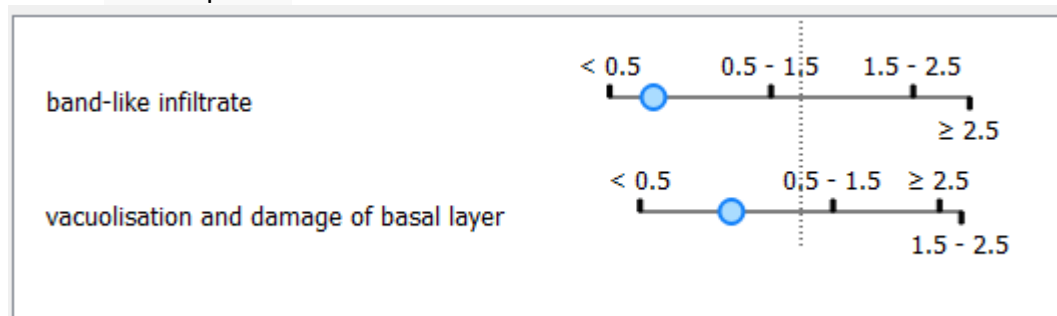 < 0.5 0.5 - 1.5 1.5 - 2.5
band-like infiltrate
≥ 2.5
< 0.5 0.5 - 1.5 ≥ 2.5
vacuolisation and damage of basal layer
1.5 - 2.5